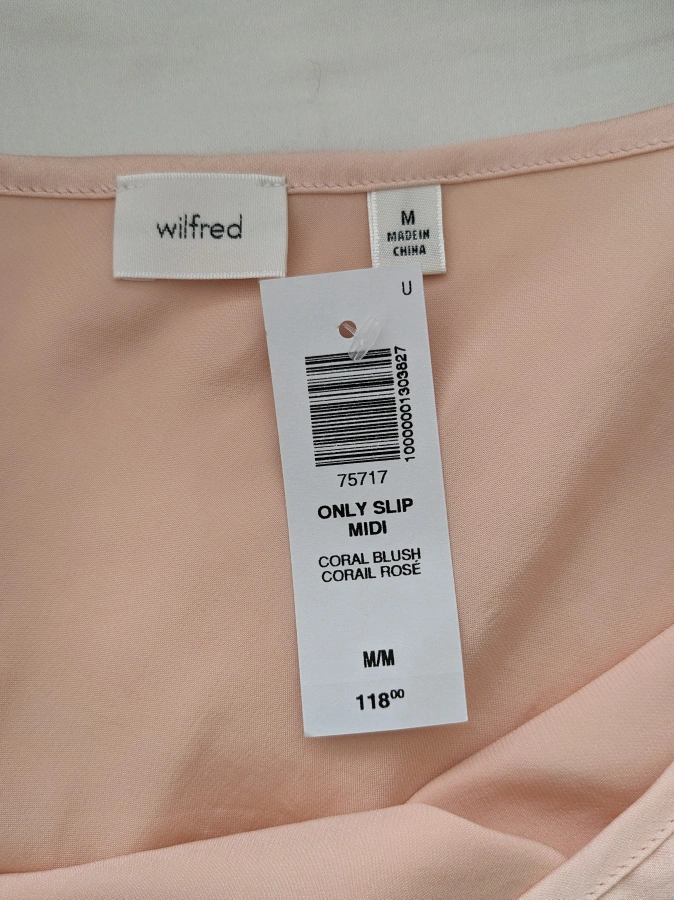 wilfred
M
MADE IN
CHINA
U
10000001303827
75717
ONLY SLIP
MIDI
CORAL BLUSH
CORAIL ROSÉ
M/M
118⁰⁰